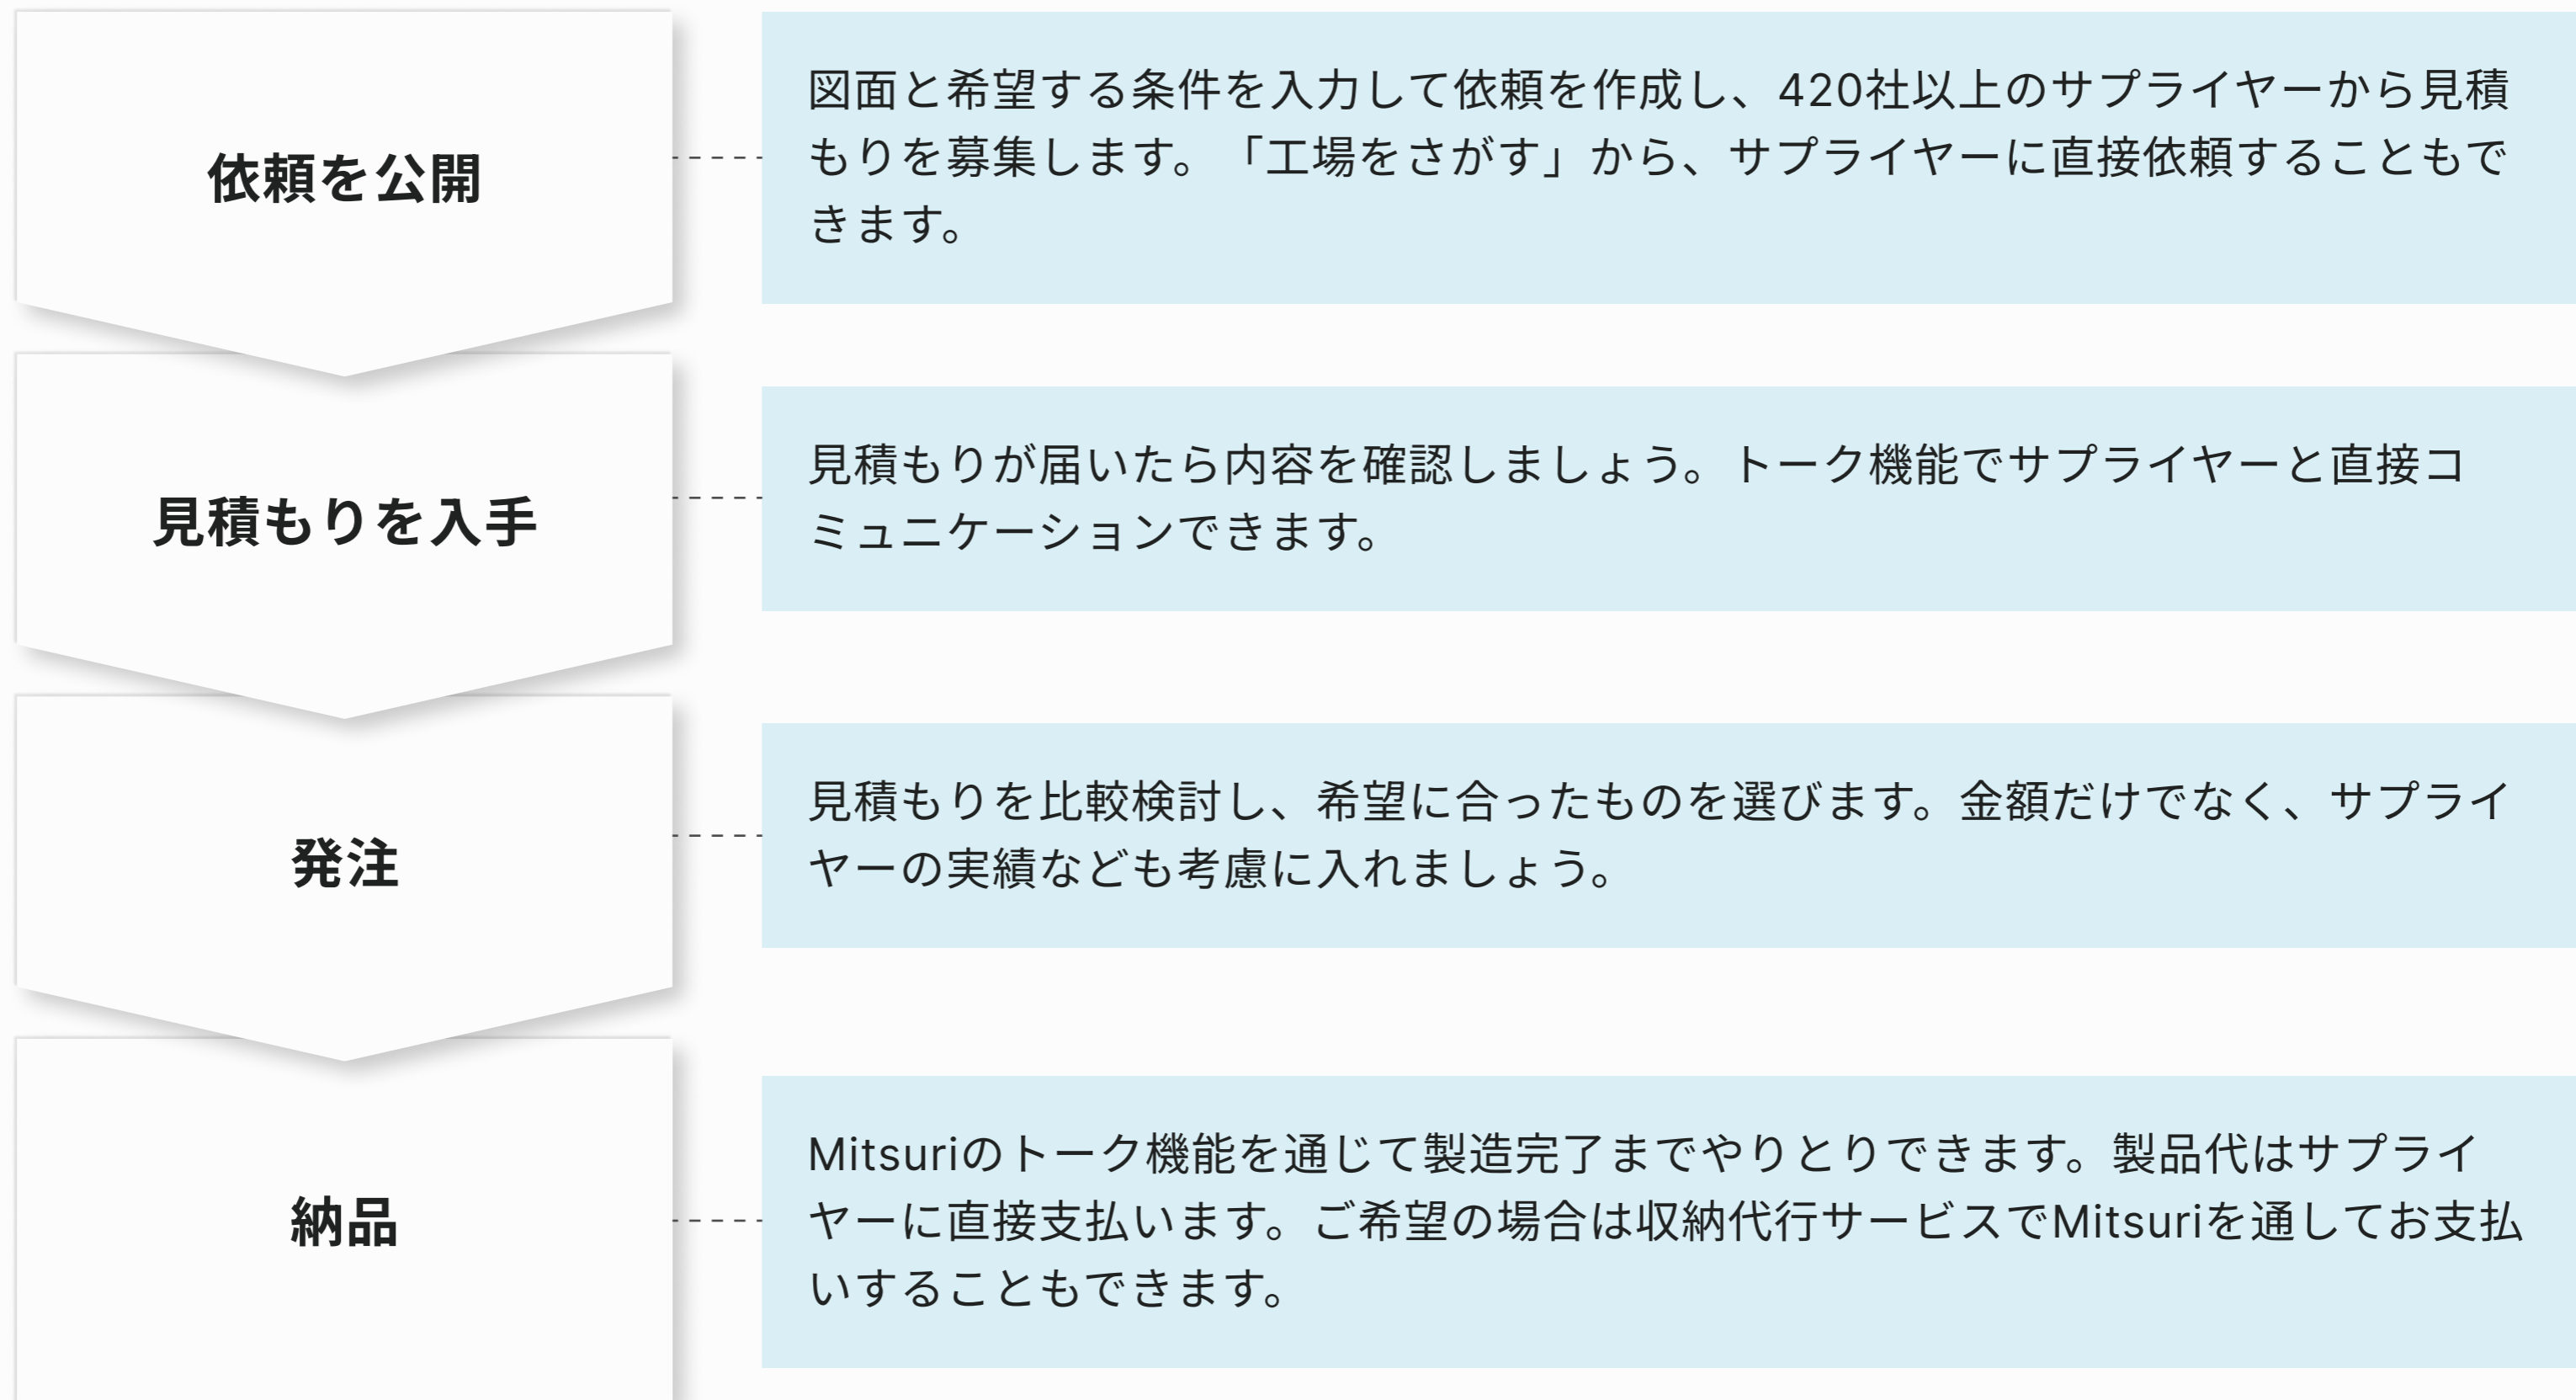 依頼を公開
図面と希望する条件を入力して依頼を作成し、420社以上のサプライヤーから見積
もりを募集します。「工場をさがす」から、サプライヤーに直接依頼することもで
きます。
見積もりを入手
見積もりが届いたら内容を確認しましょう。トーク機能でサプライヤーと直接コ
ミュニケーションできます。
発注
見積もりを比較検討し、希望に合ったものを選びます。金額だけでなく、サプライ
ヤーの実績なども考慮に入れましょう。
納品
Mitsuriのトーク機能を通じて製造完了までやりとりできます。製品代はサプライ
ヤーに直接支払います。ご希望の場合は収納代行サービスでMitsuriを通してお支払
いすることもできます。